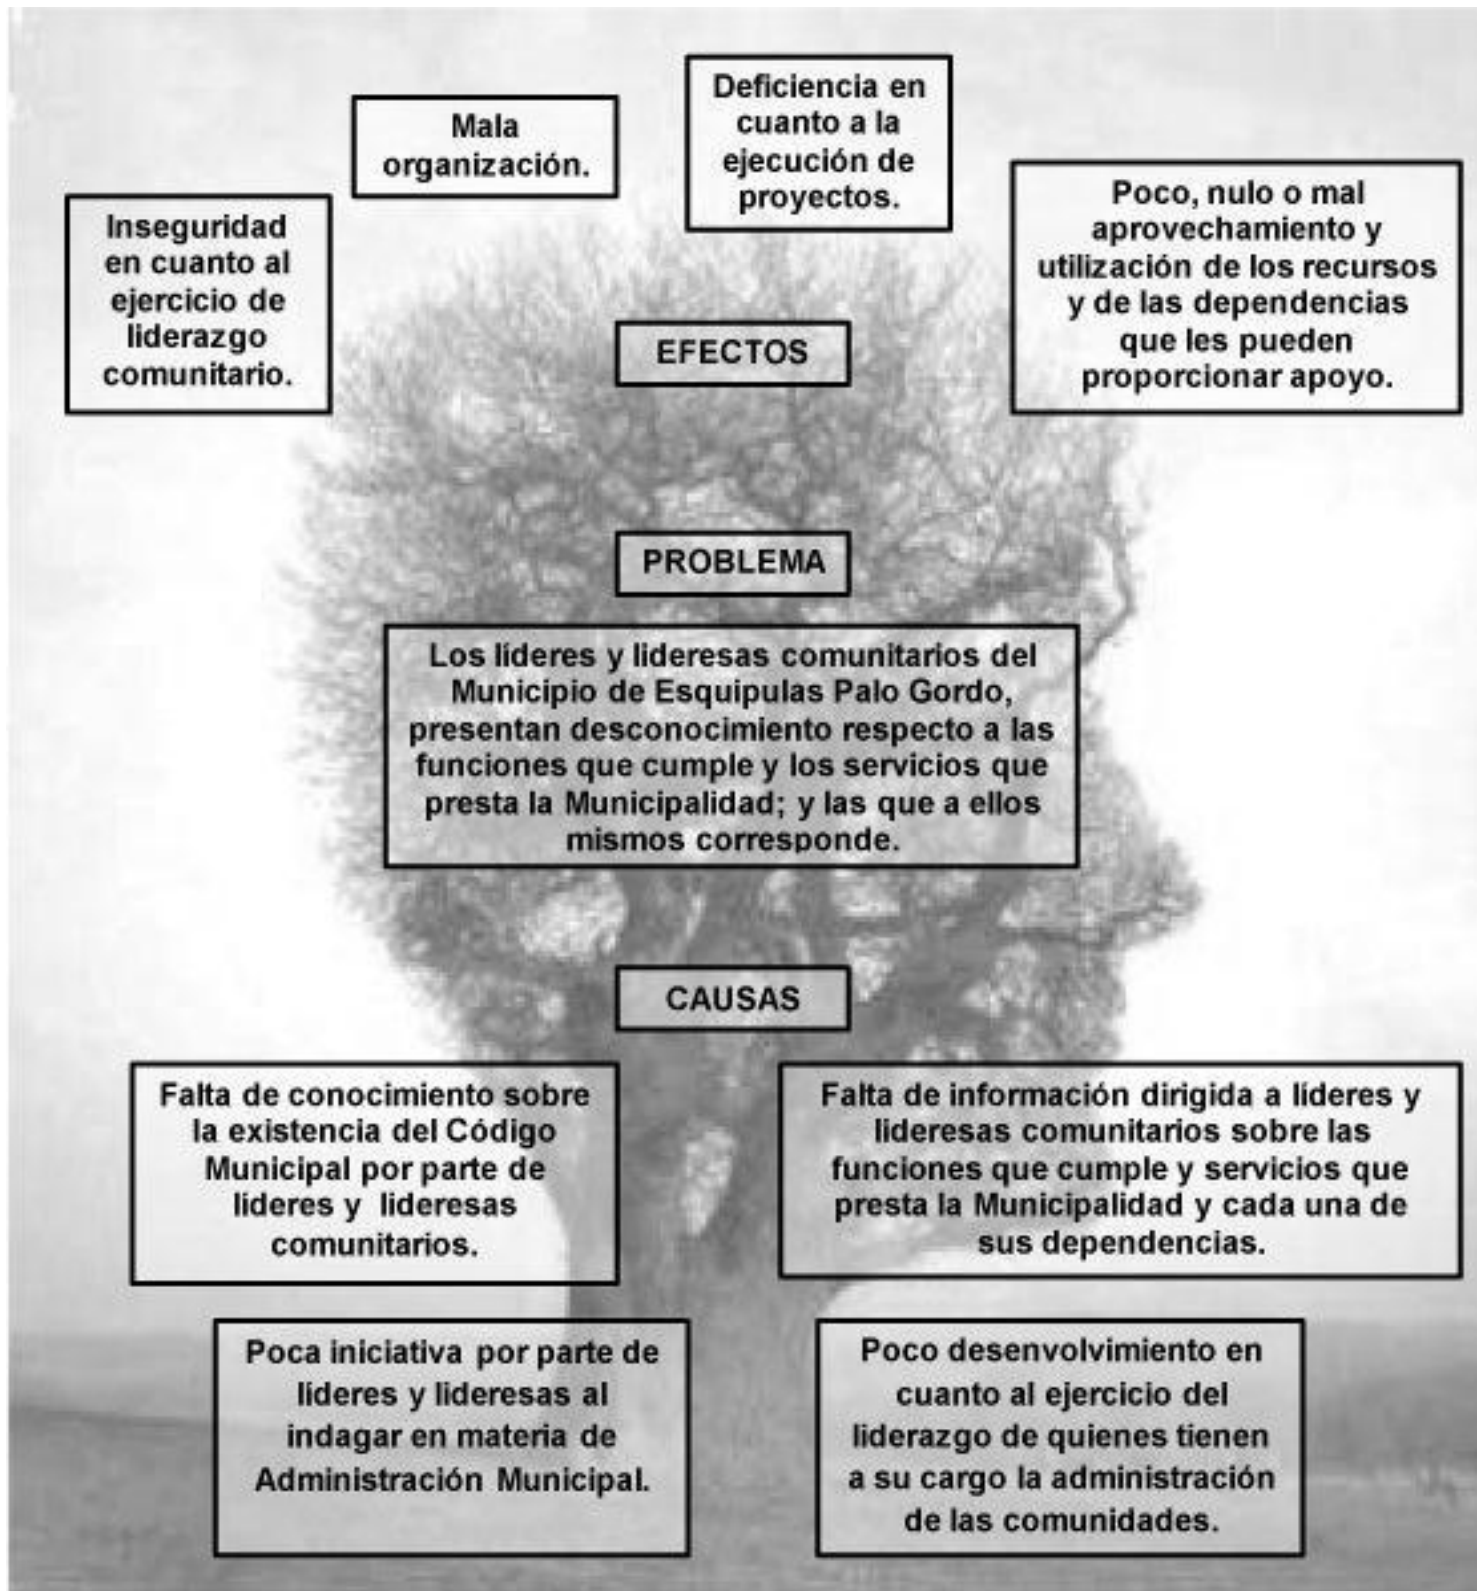 Deficiencia en
cuanto a la
ejecución de
proyectos.
Mala
organización.
Poco, nulo o mal
aprovechamiento y
utilización de los recursos
y de las dependencias
que les pueden
proporcionar apoyo.
Inseguridad
en cuanto al
ejercicio de
liderazgo
comunitario.
EFECTOS
PROBLEMA
Los líderes y lideresas comunitarios del
Municipio de Esquipulas Palo Gordo,
presentan desconocimiento respecto a las
funciones que cumple y los servicios que
presta la Municipalidad; y las que a ellos
mismos corresponde.
CAUSAS
Falta de conocimiento sobre
la existencia del Código
Municipal por parte de
líderes y lideresas
comunitarios.
Falta de información dirigida a líderes y
lideresas comunitarios sobre las
funciones que cumple y servicios que
presta la Municipalidad y cada una de
sus dependencias.
Poca iniciativa por parte de
líderes y lideresas al
indagar en materia de
Administración Municipal.
Poco desenvolvimiento en
cuanto al ejercicio del
liderazgo de quienes tienen
a su cargo la administración
de las comunidades.